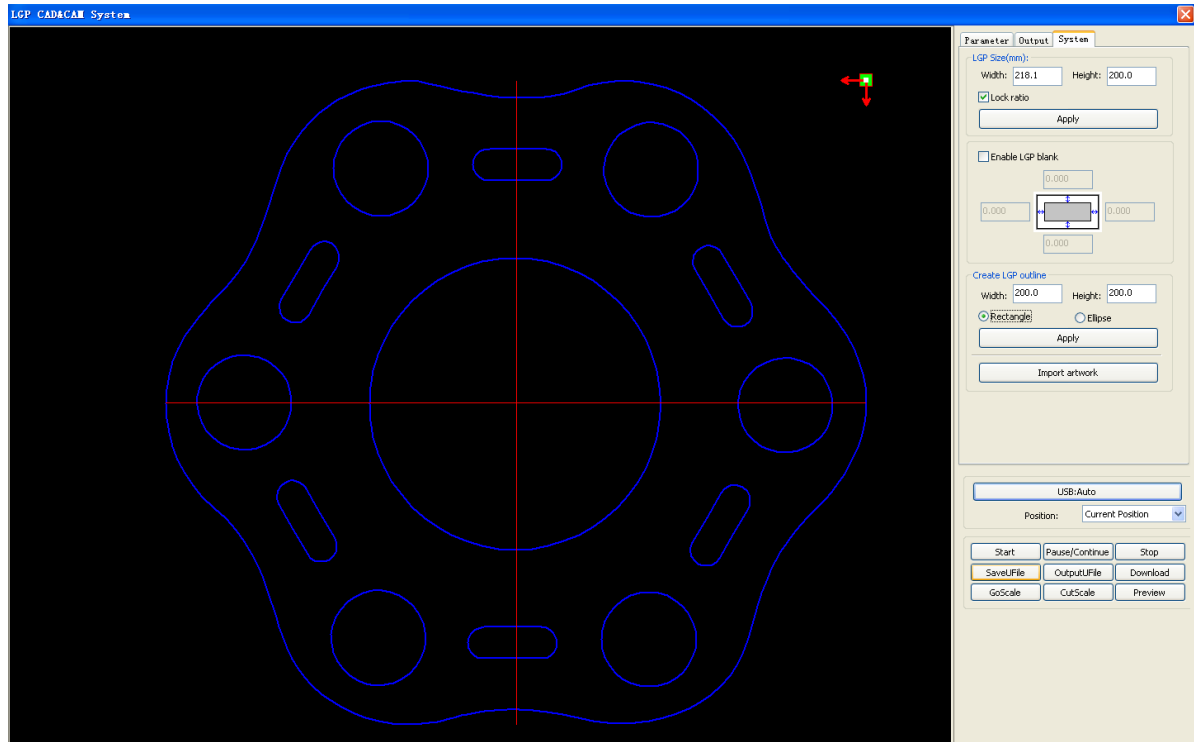 LGP CAD&CAM System
Parameter Output System
LGP Size(mm):
Width: 218.1 Height: 200.0
Lock ratio
Apply
Enable LGP blank
0.000
0.000 0.000
0.000
Create LGP outline
Width: 200.0 Height: 200.0
Rectangle Ellipse
Apply
Import artwork
USB:Auto
Position: Current Position
Start Pause/Continue Stop
SaveUFile OutputUFile Download
GoScale CutScale Preview